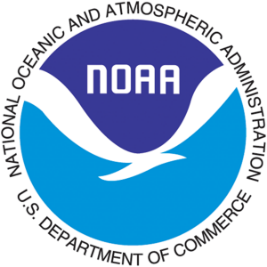 NATIONAL OCEANIC AND ATMOSPHERIC ADMINISTRATION
NOAA
U.S. DEPARTMENT OF COMMERCE